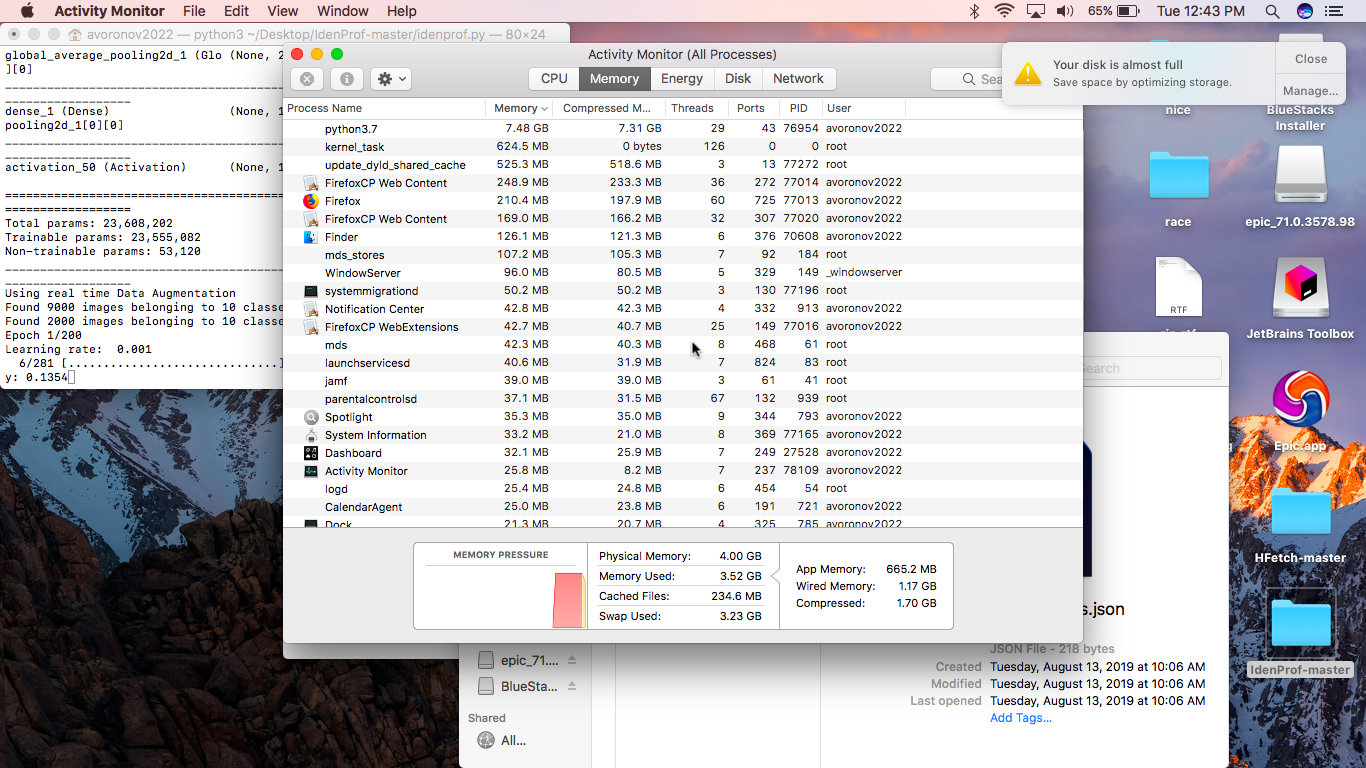 Activity Monitor File Edit View Window Help 65% Tue 12:43 PM
avoronov2022 — python3 ~/Desktop/IdenProf-master/idenprof.py — 80×24
global_average_pooling2d_1 (Glo (None, 2
][0]
dense_1 (Dense) (None, 1
pooling2d_1[0][0]
activation_50 (Activation) (None, 1
Total params: 23,608,202
Trainable params: 23,555,082
Non-trainable params: 53,120
Using real time Data Augmentation
Found 9000 images belonging to 10 classe
Found 2000 images belonging to 10 classe
Epoch 1/200
Learning rate: 0.001
6/281 [..............................]
y: 0.1354
Activity Monitor (All Processes)
CPU Memory Energy Disk Network Sea
Process Name Memory Compressed M... Threads Ports PID User
python3.7 7.48 GB 7.31 GB 29 43 76954 avoronov2022
kernel_task 624.5 MB 0 bytes 126 0 0 root
update_dyld_shared_cache 525.3 MB 518.6 MB 3 13 77272 root
FirefoxCP Web Content 248.9 MB 233.3 MB 36 272 77014 avoronov2022
Firefox 210.4 MB 197.9 MB 60 725 77013 avoronov2022
FirefoxCP Web Content 169.0 MB 166.2 MB 32 307 77020 avoronov2022
Finder 126.1 MB 121.3 MB 6 376 70608 avoronov2022
mds_stores 107.2 MB 105.3 MB 7 92 184 root
WindowServer 96.0 MB 80.5 MB 5 329 149 _windowserver
systemmigrationd 50.2 MB 50.2 MB 3 130 77196 root
Notification Center 42.8 MB 42.3 MB 4 332 913 avoronov2022
FirefoxCP WebExtensions 42.7 MB 40.7 MB 25 149 77016 avoronov2022
mds 42.3 MB 40.3 MB 8 468 61 root
launchservicesd 40.6 MB 31.9 MB 7 824 83 root
jamf 39.0 MB 39.0 MB 3 61 41 root
parentalcontrolsd 37.1 MB 31.5 MB 67 132 939 root
Spotlight 35.3 MB 35.0 MB 9 344 793 avoronov2022
System Information 33.2 MB 21.0 MB 8 369 77165 avoronov2022
Dashboard 32.1 MB 25.9 MB 7 249 27528 avoronov2022
Activity Monitor 25.8 MB 8.2 MB 7 237 78109 avoronov2022
logd 25.4 MB 24.8 MB 6 454 54 root
CalendarAgent 25.0 MB 23.8 MB 6 191 721 avoronov2022
Dock 21.3 MB 20.7 MB 4 325 785 avoronov2022
MEMORY PRESSURE
Physical Memory: 4.00 GB
Memory Used: 3.52 GB
Cached Files: 234.6 MB
Swap Used: 3.23 GB
App Memory: 665.2 MB
Wired Memory: 1.17 GB
Compressed: 1.70 GB
Your disk is almost full
Save space by optimizing storage.
Close
Manage...
nice
BlueStacks
Installer
race
epic_71.0.3578.98
RTF
JetBrains Toolbox
Epic.app
HFetch-master
IdenProf-master
Search
s.json
JSON File - 218 bytes
Created Tuesday, August 13, 2019 at 10:06 AM
Modified Tuesday, August 13, 2019 at 10:06 AM
Last opened Tuesday, August 13, 2019 at 10:06 AM
Add Tags...
epic_71....
BlueSta...
Shared
All...